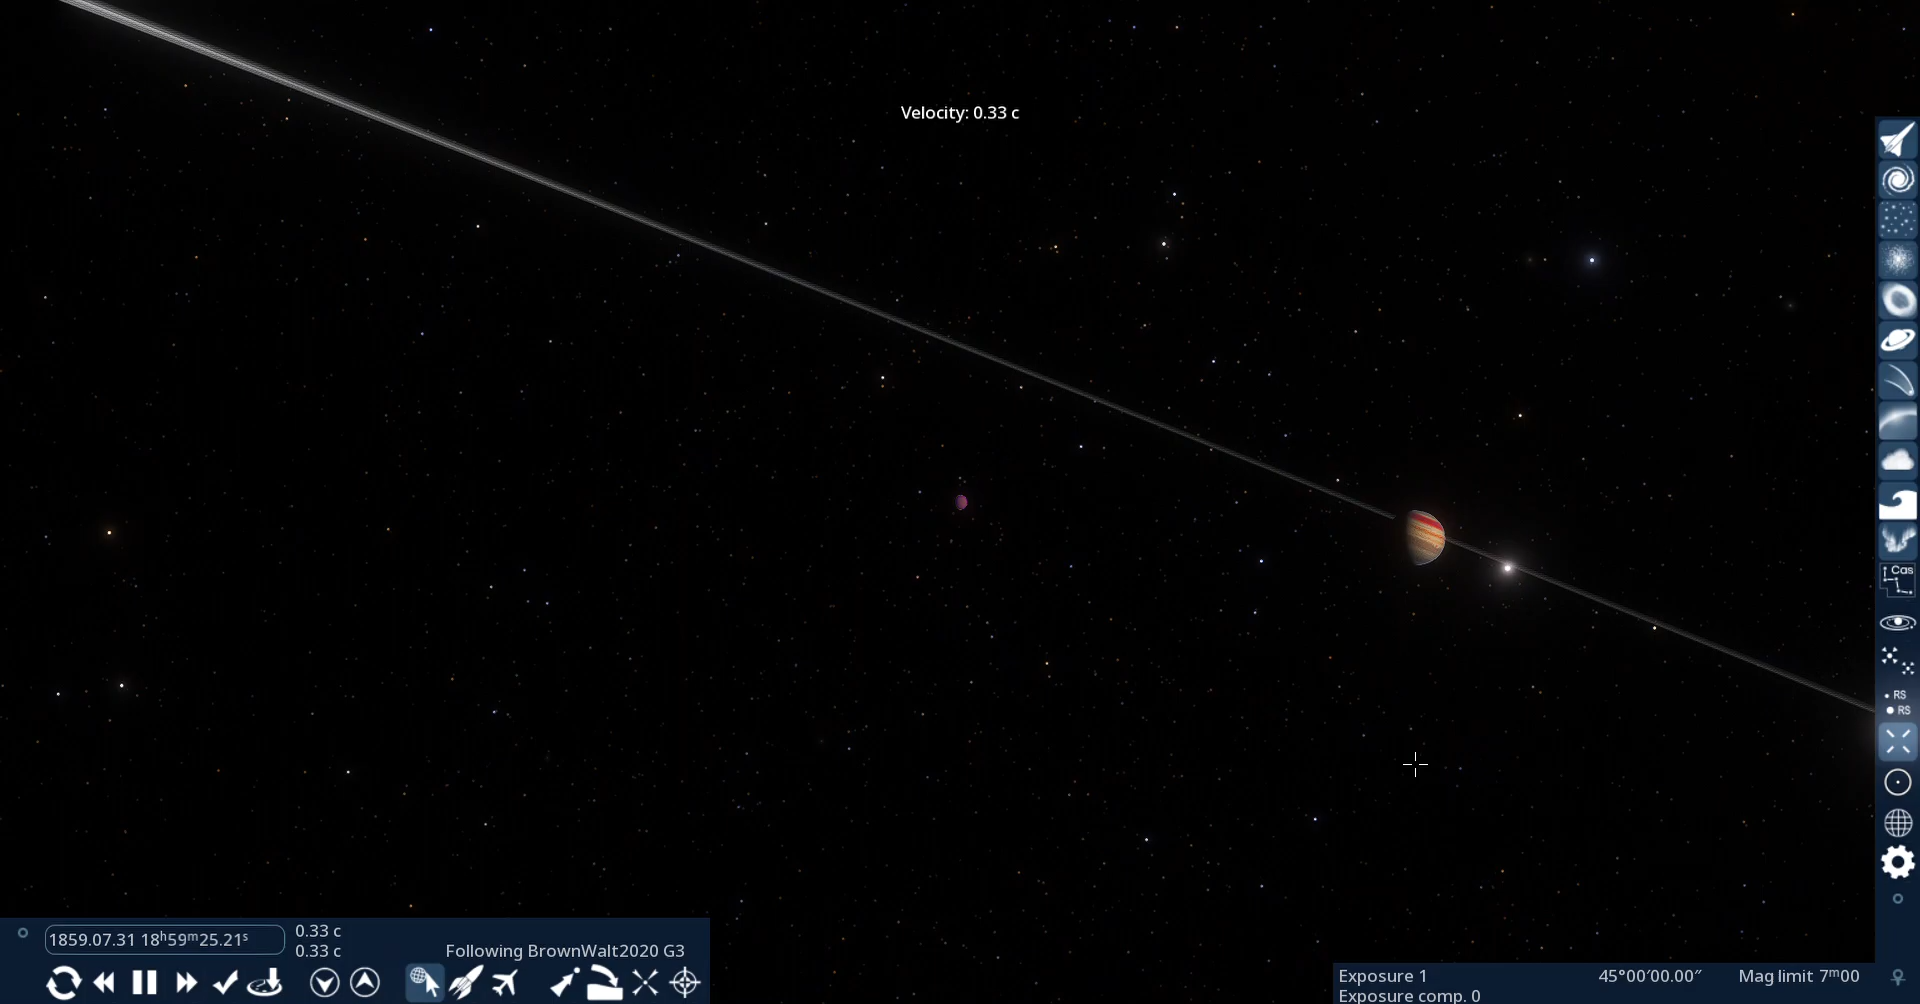 Velocity: 0.33 c
Cas
RS
RS
1859.07.31 18ʰ59ᵐ25.21ˢ
0.33 c
0.33 c
Following BrownWalt2020 G3
Exposure 1
45°00′00.00″
Mag limit 7ᵐ00
Exposure comp. 0